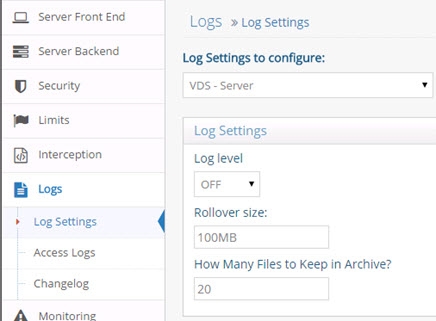 Server Front End
Server Backend
Security
Limits
Interception
Logs
Log Settings
Access Logs
Changelog
Monitoring
Logs » Log Settings
Log Settings to configure:
VDS - Server
Log Settings
Log level
OFF
Rollover size:
100MB
How Many Files to Keep in Archive?
20